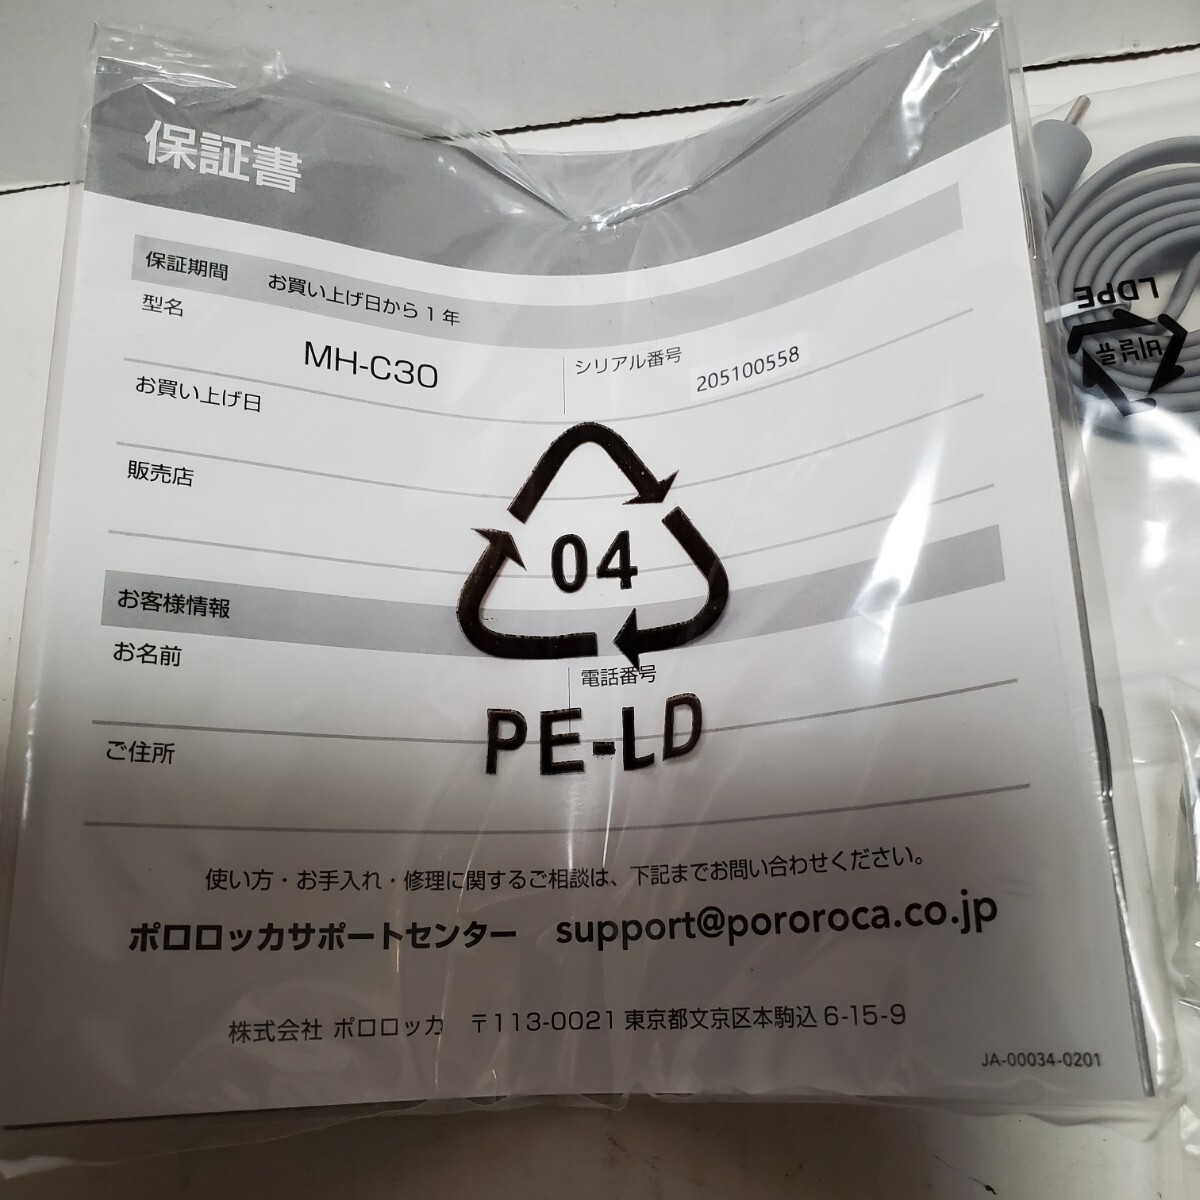 保証書
保証期間 お買い上げ日から 1 年
型名 MH-C30 シリアル番号 205100558
お買い上げ日
販売店
04
PE-LD
お客様情報
お名前 電話番号
ご住所
使い方・お手入れ・修理に関するご相談は、下記までお問い合わせください。
ポロロッカサポートセンター support@pororoca.co.jp
株式会社 ポロロッカ 〒113-0021 東京都文京区本駒込 6-15-9
JA-00034-0201
LDPE
비닐류